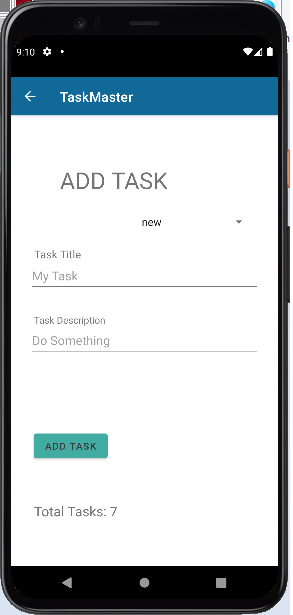 9:10
TaskMaster
ADD TASK
new
Task Title
My Task
Task Description
Do Something
ADD TASK
Total Tasks: 7